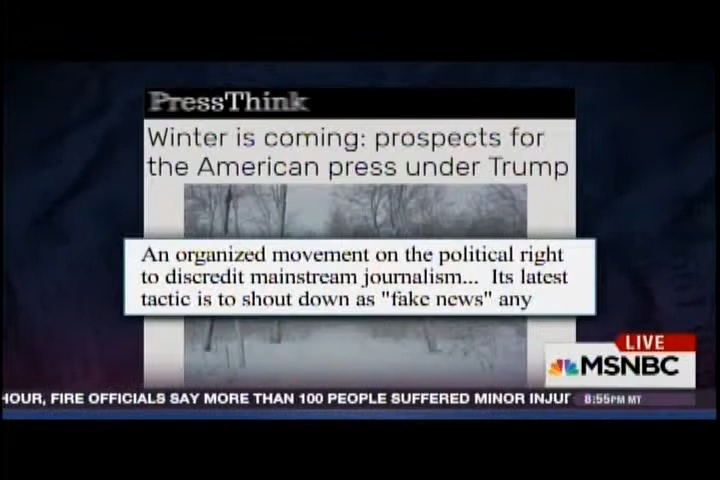 PressThink
Winter is coming: prospects for
the American press under Trump
An organized movement on the political right
to discredit mainstream journalism... Its latest
tactic is to shout down as "fake news" any
LIVE
MSNBC
HOUR, FIRE OFFICIALS SAY MORE THAN 100 PEOPLE SUFFERED MINOR INJUR
8:55PM MT